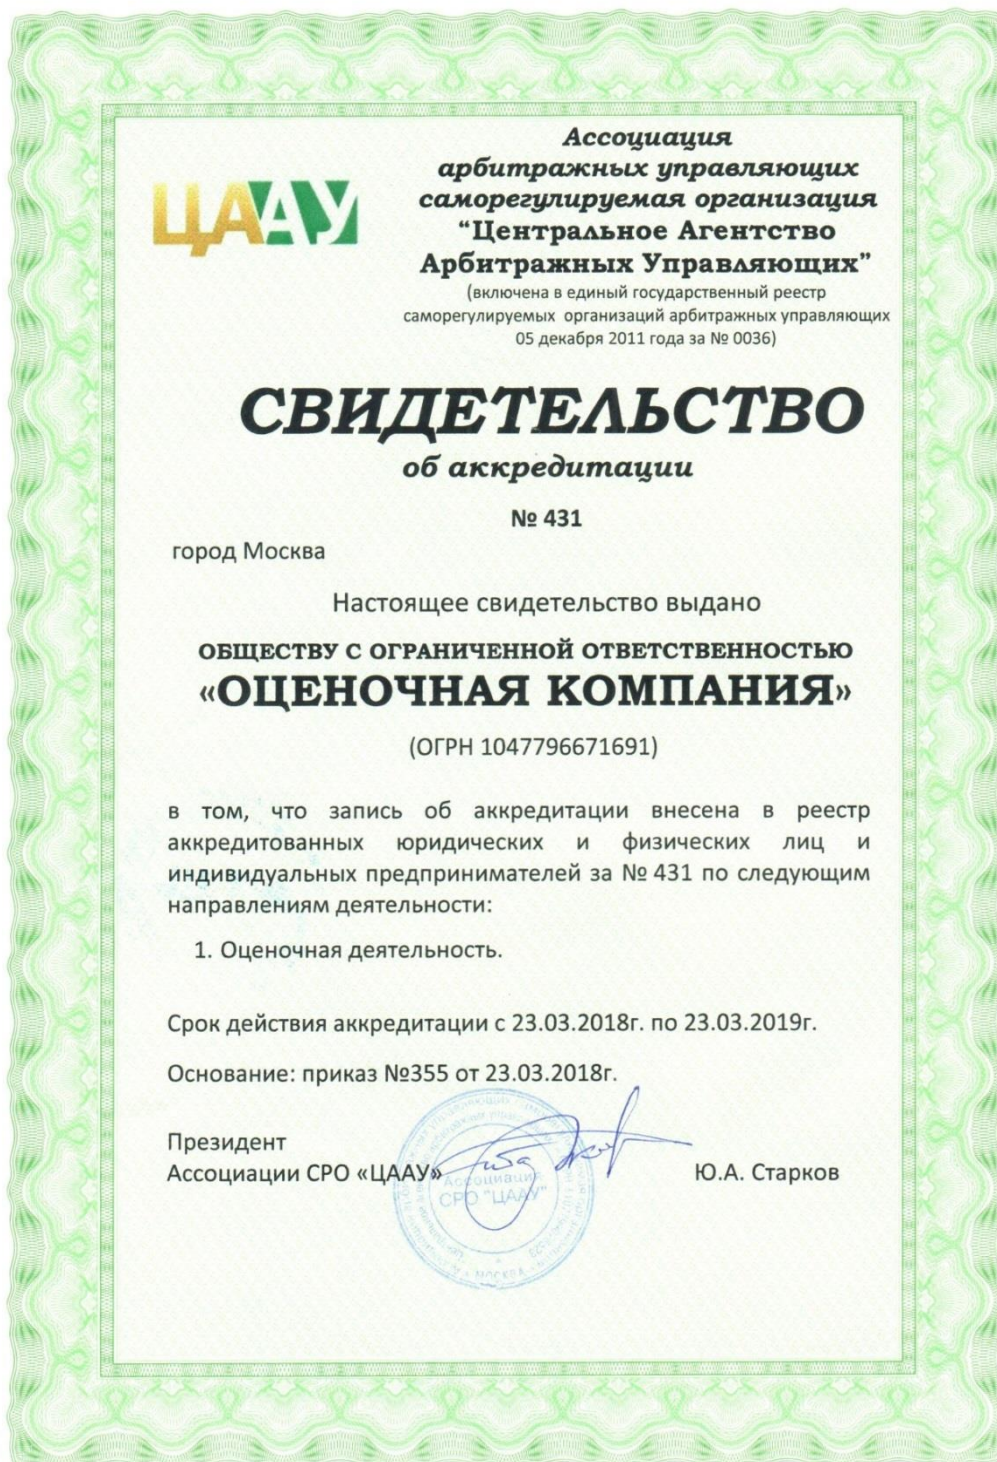 ЦААУ
Ассоциация
арбитражных управляющих
саморегулируемая организация
“Центральное Агентство
Арбитражных Управляющих”
(включена в единый государственный реестр
саморегулируемых организаций арбитражных управляющих
05 декабря 2011 года за № 0036)
СВИДЕТЕЛЬСТВО
об аккредитации
№ 431
город Москва
Настоящее свидетельство выдано
ОБЩЕСТВУ С ОГРАНИЧЕННОЙ ОТВЕТСТВЕННОСТЬЮ
«ОЦЕНОЧНАЯ КОМПАНИЯ»
(ОГРН 1047796671691)
в том, что запись об аккредитации внесена в реестр
аккредитованных юридических и физических лиц и
индивидуальных предпринимателей за № 431 по следующим
направлениям деятельности:
1. Оценочная деятельность.
Срок действия аккредитации с 23.03.2018г. по 23.03.2019г.
Основание: приказ №355 от 23.03.2018г.
Президент
Ассоциации СРО «ЦААУ»
Ю.А. Старков
Ассоциация
СРО "ЦААУ"
МОСКВА